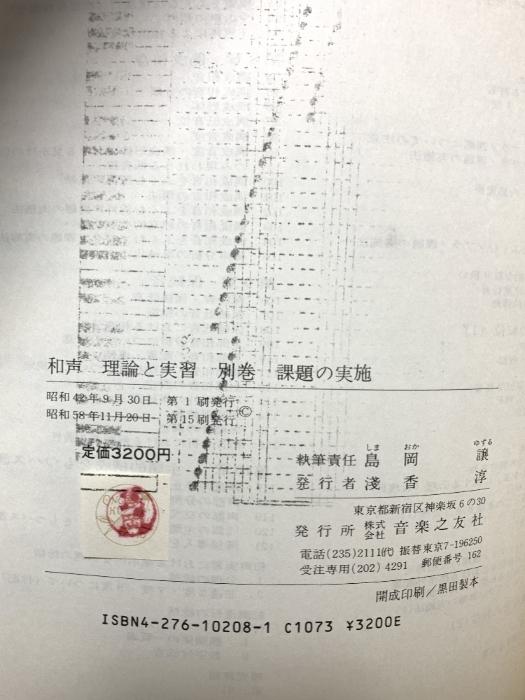 和声 理論と実習 別巻 課題の実施
昭和42年9月30日 第1刷発行
昭和58年11月20日 第15刷発行 ©
定価3200円
執筆責任 島岡 譲
しま おか ゆずる
発行者 淺香 淳
東京都新宿区神楽坂6の30
発行所 株式会社 音楽之友社
電話(235)2111(代) 振替東京7-196250
受注専用(202)4291 郵便番号162
開成印刷/黒田製本
ISBN4-276-10208-1 C1073 ¥3200E